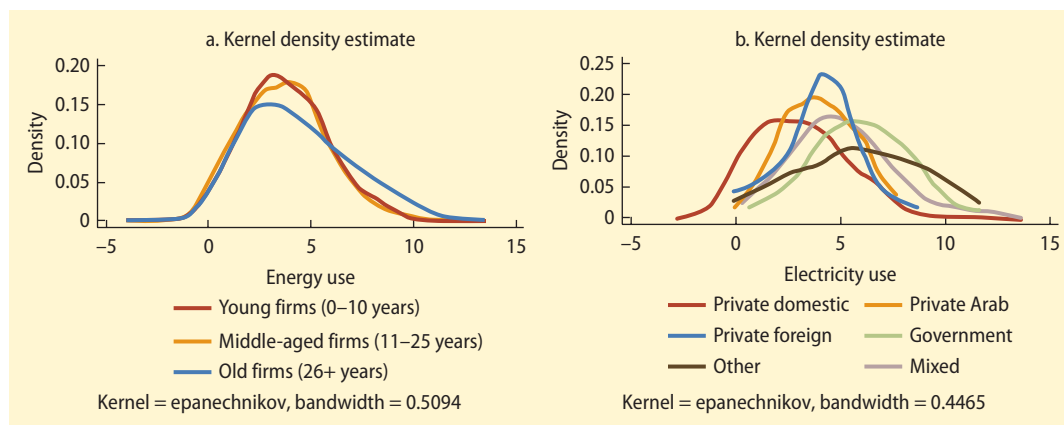 a. Kernel density estimate
Density
0.20
0.15
0.10
0.05
0
−5
0
5
10
15
Energy use
Young firms (0–10 years)
Middle-aged firms (11–25 years)
Old firms (26+ years)
Kernel = epanechnikov, bandwidth = 0.5094
b. Kernel density estimate
Density
0.25
0.20
0.15
0.10
0.05
0
−5
0
5
10
15
Electricity use
Private domestic
Private Arab
Private foreign
Government
Other
Mixed
Kernel = epanechnikov, bandwidth = 0.4465